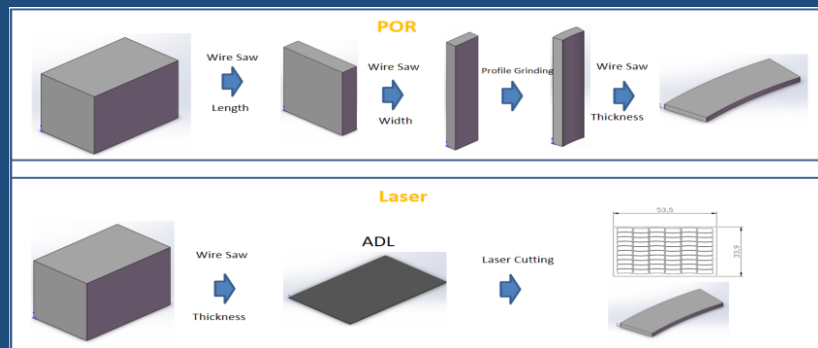 POR
Wire Saw
Length
Wire Saw
Width
Profile Grinding
Wire Saw
Thickness
Laser
Wire Saw
Thickness
ADL
Laser Cutting
53,5
33,9